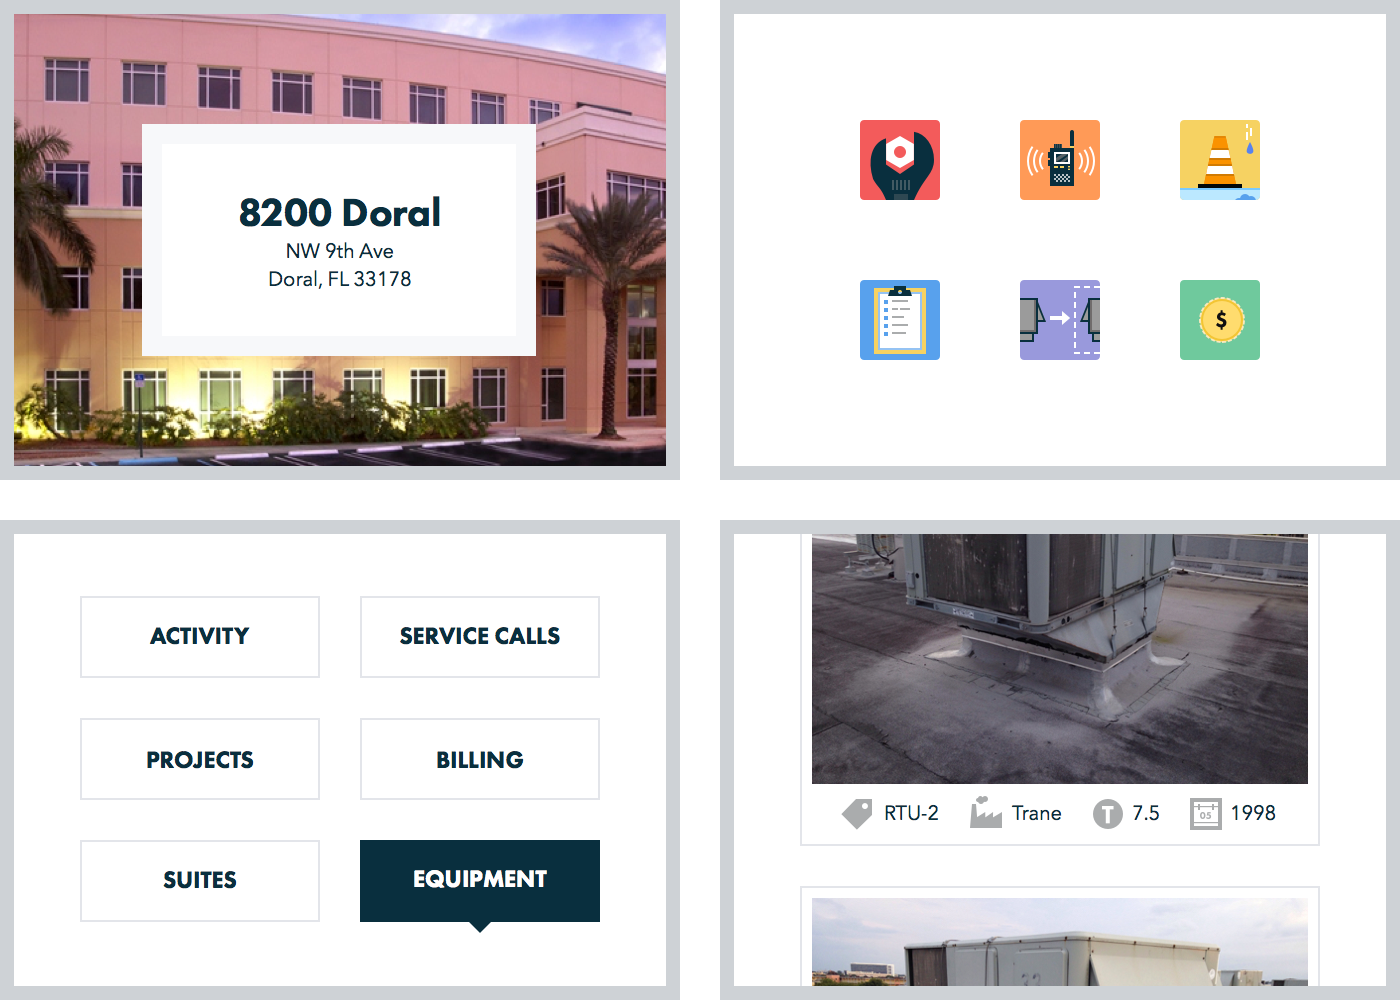 8200 Doral
NW 9th Ave
Doral, FL 33178
$
ACTIVITY
SERVICE CALLS
PROJECTS
BILLING
SUITES
EQUIPMENT
RTU-2
Trane
T
7.5
05
1998